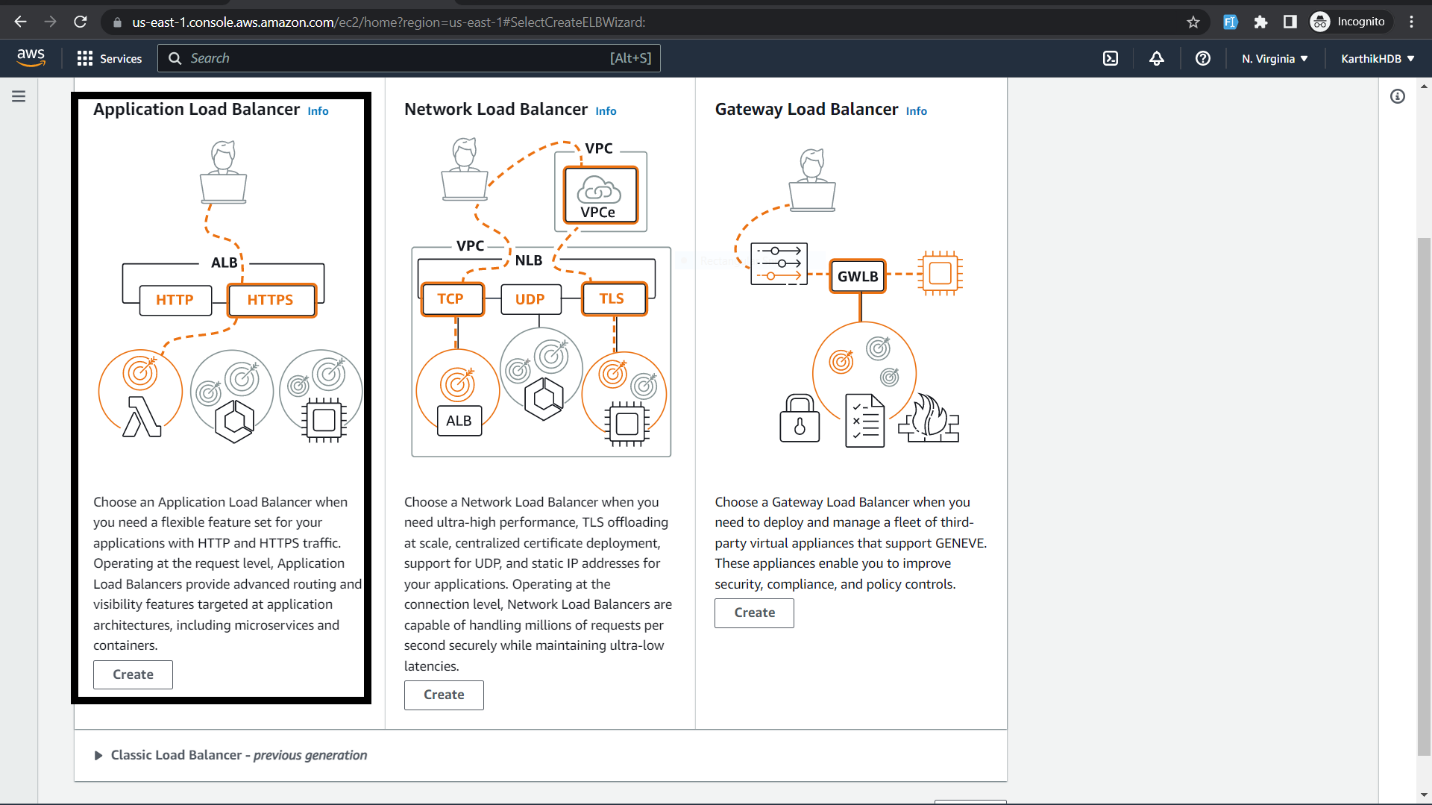 us-east-1.console.aws.amazon.com/ec2/home?region=us-east-1#SelectCreateELBWizard:
Incognito
aws
Services
Search
[Alt+S]
N. Virginia
KarthikHDB
Application Load Balancer Info
ALB
HTTP
HTTPS
Choose an Application Load Balancer when
you need a flexible feature set for your
applications with HTTP and HTTPS traffic.
Operating at the request level, Application
Load Balancers provide advanced routing and
visibility features targeted at application
architectures, including microservices and
containers.
Create
Network Load Balancer Info
VPC
VPCe
VPC
NLB
TCP
UDP
TLS
ALB
Choose a Network Load Balancer when you
need ultra-high performance, TLS offloading
at scale, centralized certificate deployment,
support for UDP, and static IP addresses for
your applications. Operating at the
connection level, Network Load Balancers are
capable of handling millions of requests per
second securely while maintaining ultra-low
latencies.
Create
Gateway Load Balancer Info
GWLB
Choose a Gateway Load Balancer when you
need to deploy and manage a fleet of third-
party virtual appliances that support GENEVE.
These appliances enable you to improve
security, compliance, and policy controls.
Create
Classic Load Balancer - previous generation